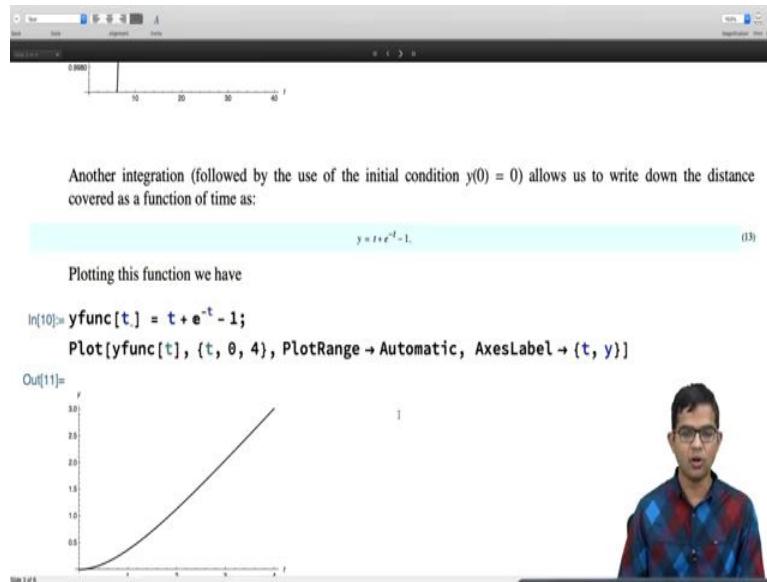 0.9980
10 20 30 40 t
Another integration (followed by the use of the initial condition y(0) = 0) allows us to write down the distance
covered as a function of time as:
y = t + e^{-t} - 1. (13)
Plotting this function we have
In[10]:= yfunc[t_] = t + e^{-t} - 1;
Plot[yfunc[t], {t, 0, 4}, PlotRange → Automatic, AxesLabel → {t, y}]
Out[11]=
y
3.0
2.5
2.0
1.5
1.0
0.5